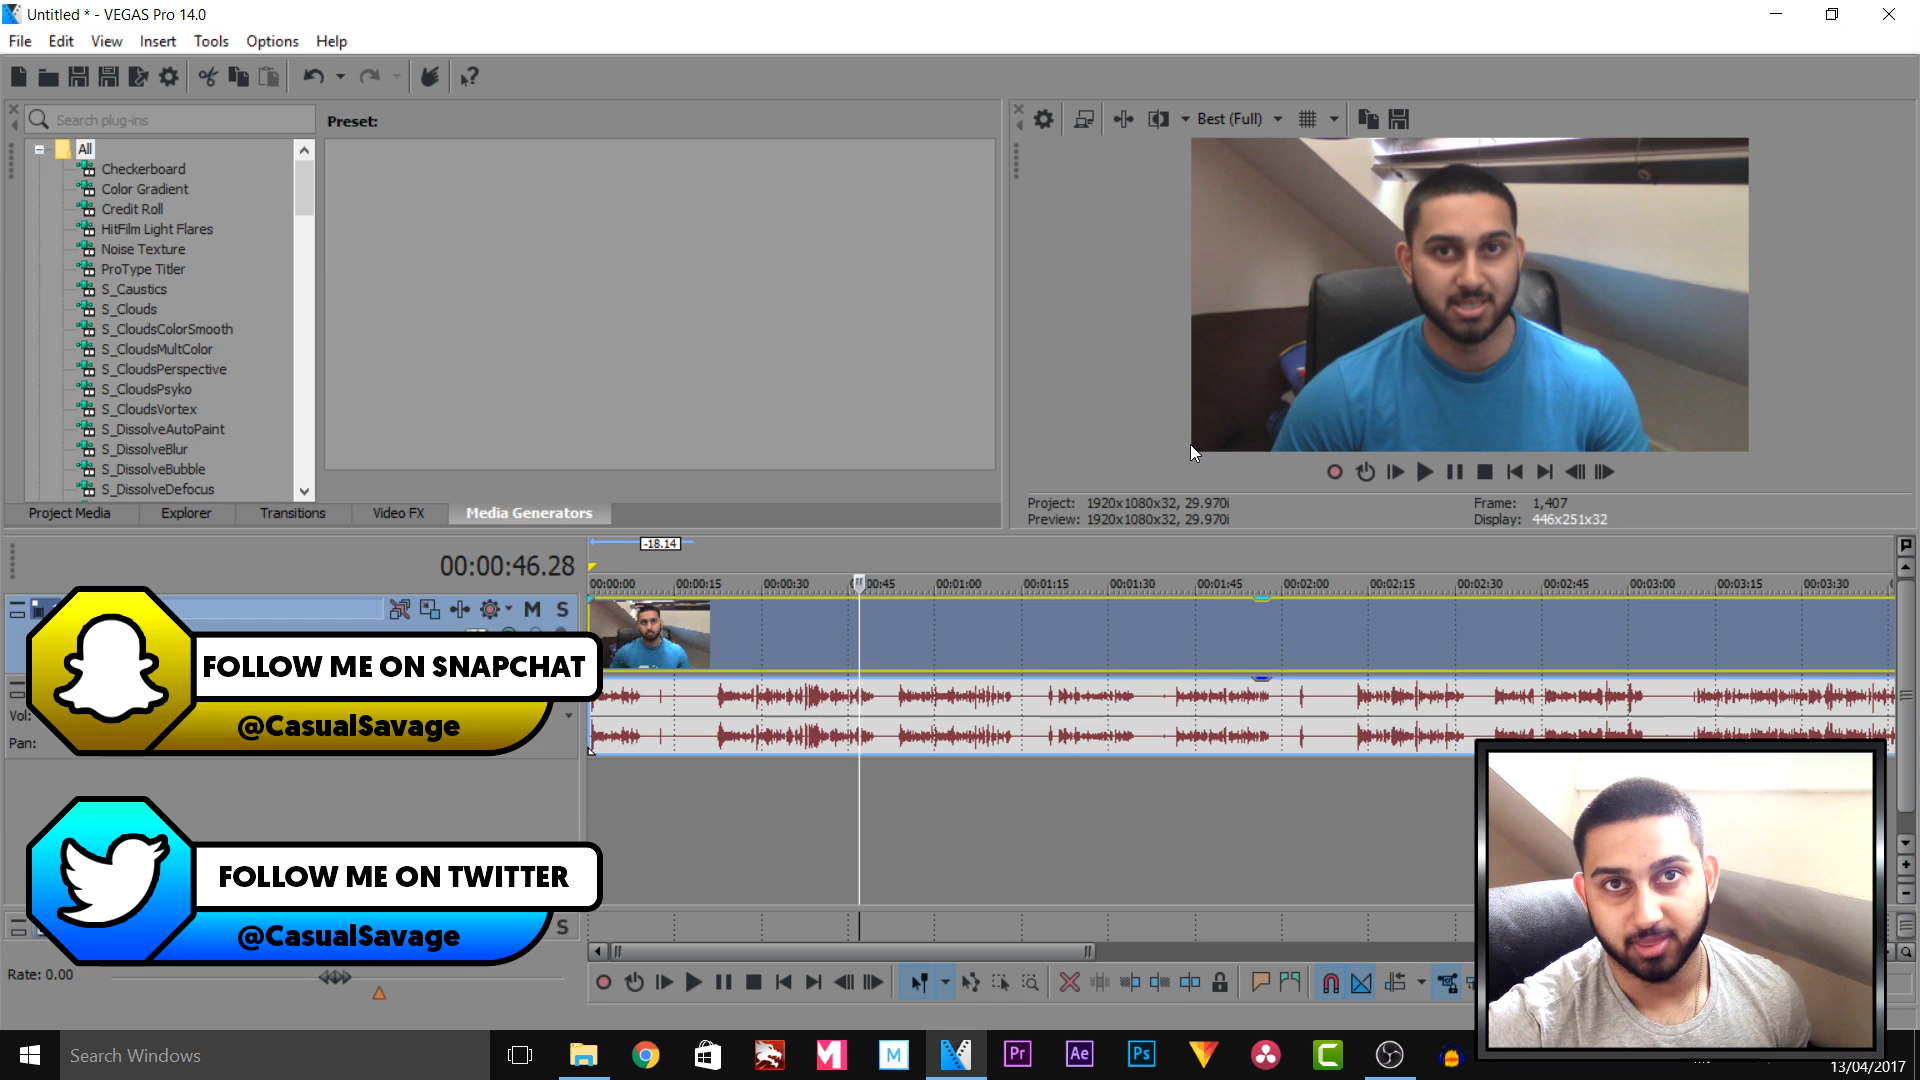 Untitled * - VEGAS Pro 14.0
File Edit View Insert Tools Options Help
Search plug-ins
Preset:
Best (Full)
All
Checkerboard
Color Gradient
Credit Roll
HitFilm Light Flares
Noise Texture
ProType Titler
S_Caustics
S_Clouds
S_CloudsColorSmooth
S_CloudsMultColor
S_CloudsPerspective
S_CloudsPsyko
S_CloudsVortex
S_DissolveAutoPaint
S_DissolveBlur
S_DissolveBubble
S_DissolveDefocus
Project Media Explorer Transitions Video FX Media Generators
Project: 1920x1080x32, 29.970i
Frame: 1,407
Preview: 1920x1080x32, 29.970i
Display: 446x251x32
00:00:46.28
-18.14
00:00:00 00:00:15 00:00:30 00:45 00:01:00 00:01:15 00:01:30 00:01:45 00:02:00 00:02:15 00:02:30 00:02:45 00:03:00 00:03:15 00:03:30
M S
FOLLOW ME ON SNAPCHAT
@CasualSavage
Vol:
Pan:
FOLLOW ME ON TWITTER
@CasualSavage
S
Rate: 0.00
Search Windows
M
M
Pr
Ae
Ps
C
13/04/2017